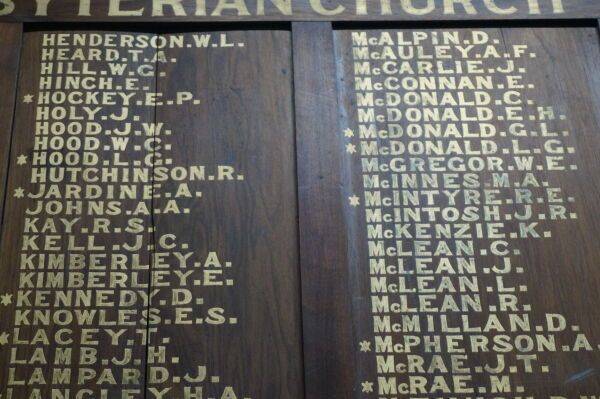 CHURCH
HENDERSON.W.L.
HEARD.T.A.
HILL.W.G.
HINCH.E.
*HOCKEY.E.P.
HOLY.J.
HOOD.J.W.
HOOD.W.C.
*HOOD.L.G.
HUTCHINSON.R.
*JARDINE.A.
JOHNS.A.A.
KAY.R.S.
KELL.J.C.
KIMBERLEY.A.
KIMBERLEY.E.
*KENNEDY.D.
KNOWLES.E.S.
*LACEY.T.
LAMB.J.H.
LAMPARD.J.
LANGLEY.H.A.
McALPIN.D.
McAULEY.A.F.
McCARLIE.J.
McCONNAN.E.
McDONALD.C.
McDONALD.E.H.
*McDONALD.G.L.
*McDONALD.L.G.
McGREGOR.W.E.
McINNES.M.A.
*McINTYRE.R.E.
McINTOSH.J.R.
McKENZIE.K.
McLEAN.C.
McLEAN.J.
McLEAN.L.
McLEAN.R.
McMILLAN.D.
*McPHERSON.A.
McRAE.J.T.
*McRAE.M.